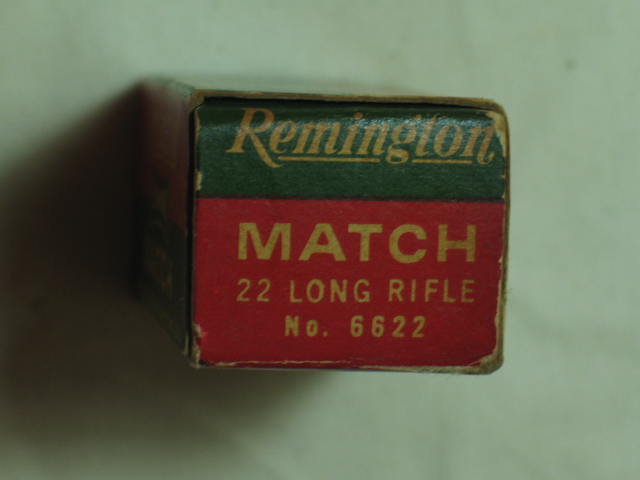 Remington
MATCH
22 LONG RIFLE
No. 6622